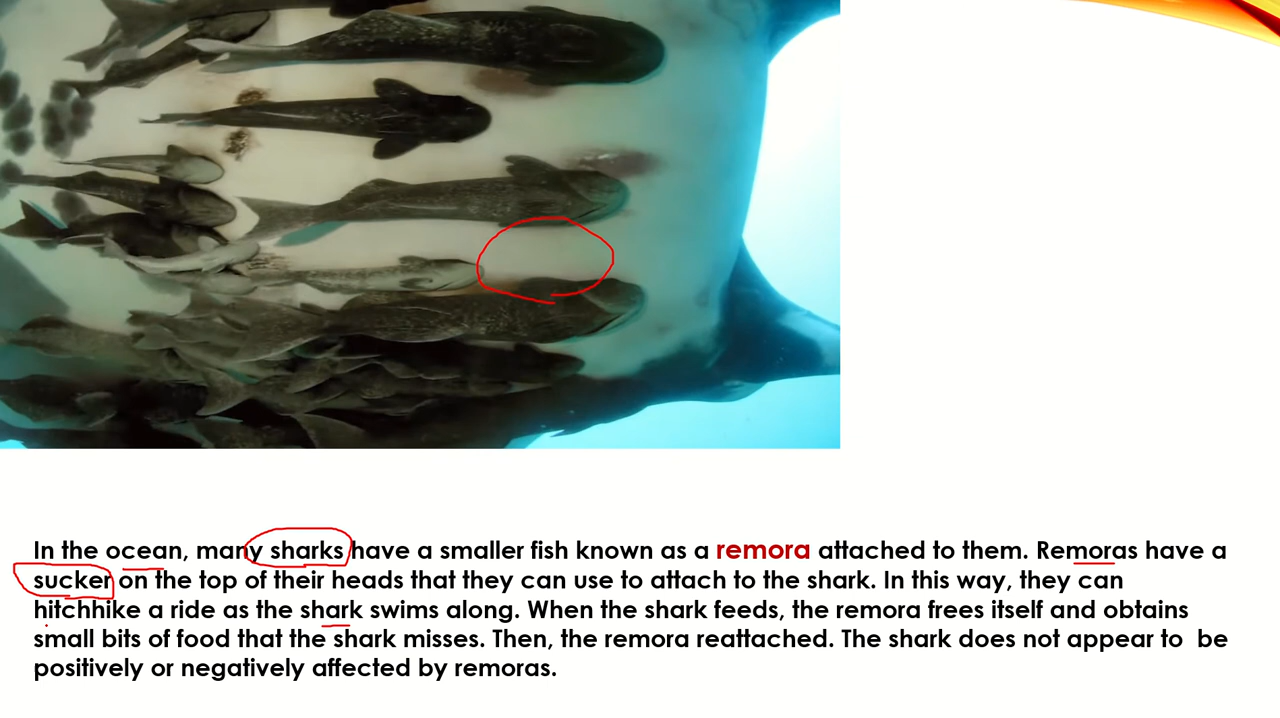 In the ocean, many sharks have a smaller fish known as a remora attached to them. Remoras have a
sucker on the top of their heads that they can use to attach to the shark. In this way, they can
hitchhike a ride as the shark swims along. When the shark feeds, the remora frees itself and obtains
small bits of food that the shark misses. Then, the remora reattached. The shark does not appear to be
positively or negatively affected by remoras.